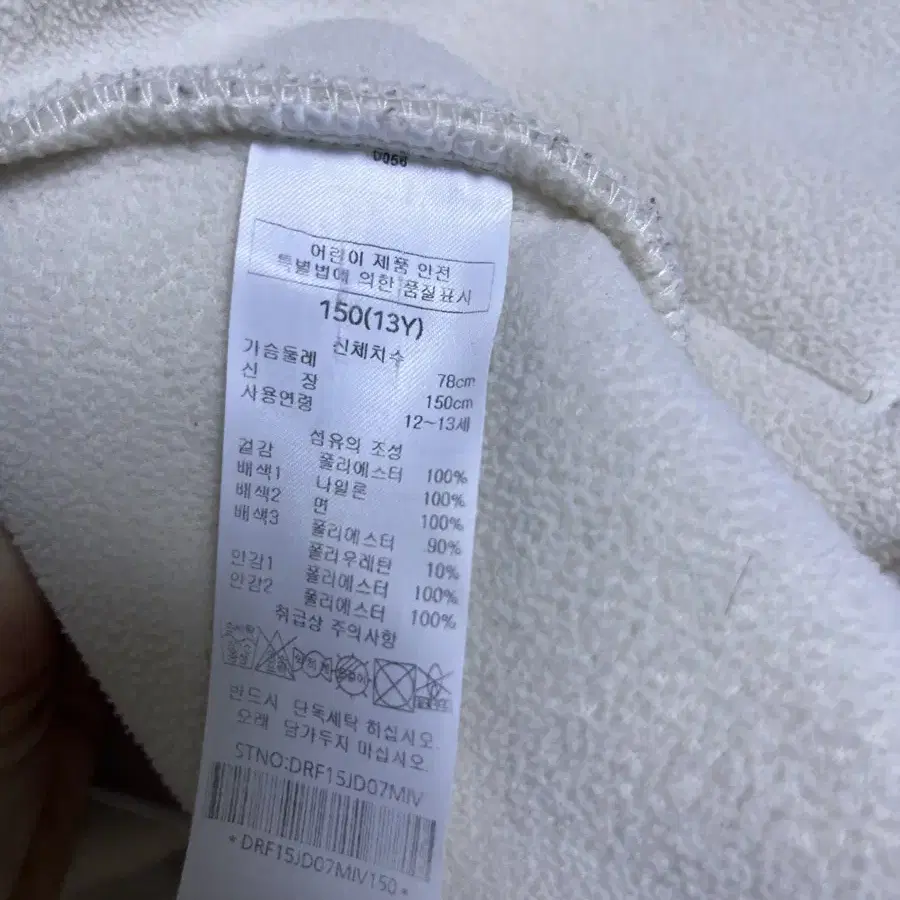 0056
어린이 제품 안전
특별법에 의한 품질표시
150(13Y)
신체치수
가슴둘레 78cm
신 장 150cm
사용연령 12~13세
섬유의 조성
겉감 폴리에스터 100%
배색1 나일론 100%
배색2 면 100%
배색3 폴리에스터 90%
폴리우레탄 10%
안감1 폴리에스터 100%
안감2 폴리에스터 100%
취급상 주의사항
반드시 단독세탁 하십시오.
오래 담가두지 마십시오.
STNO:DRF15JD07MIV
*DRF15JD07MIV150*